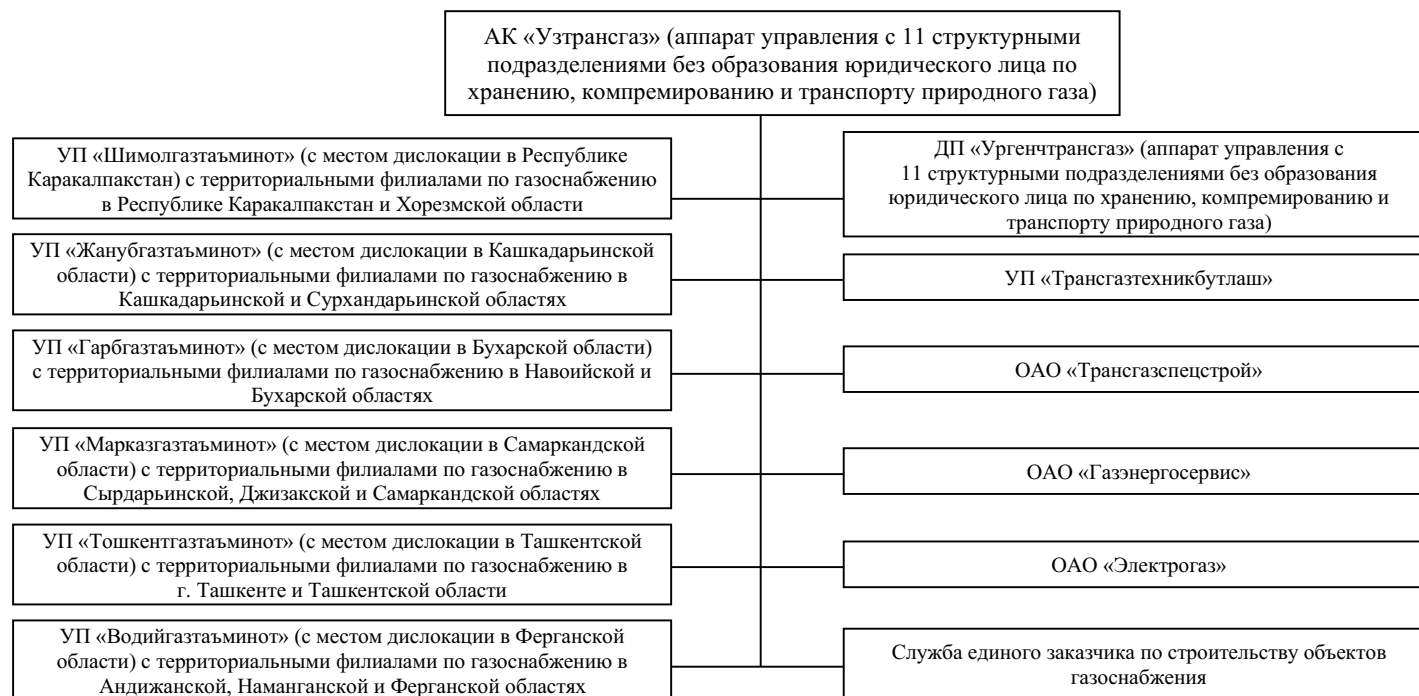 АК «Узтрансгаз» (аппарат управления с 11 структурными
подразделениями без образования юридического лица по
хранению, компремированию и транспорту природного газа)
УП «Шимолгазтаъминот» (с местом дислокации в Республике
Каракалпакстан) с территориальными филиалами по газоснабжению
в Республике Каракалпакстан и Хорезмской области
ДП «Ургенчтрансгаз» (аппарат управления с
11 структурными подразделениями без образования
юридического лица по хранению, компремированию и
транспорту природного газа)
УП «Жанубгазтаъминот» (с местом дислокации в Кашкадарьинской
области) с территориальными филиалами по газоснабжению в
Кашкадарьинской и Сурхандарьинской областях
УП «Трансгазтехникбутлаш»
УП «Гарбгазтаъминот» (с местом дислокации в Бухарской области)
с территориальными филиалами по газоснабжению в Навоийской и
Бухарской областях
ОАО «Трансгазспецстрой»
УП «Марказгазтаъминот» (с местом дислокации в Самаркандской
области) с территориальными филиалами по газоснабжению в
Сырдарьинской, Джизакской и Самаркандской областях
ОАО «Газэнергосервис»
УП «Тошкентгазтаъминот» (с местом дислокации в Ташкентской
области) с территориальными филиалами по газоснабжению в
г. Ташкенте и Ташкентской области
ОАО «Электрогаз»
УП «Водийгазтаъминот» (с местом дислокации в Ферганской
области) с территориальными филиалами по газоснабжению в
Андижанской, Наманганской и Ферганской областях
Служба единого заказчика по строительству объектов
газоснабжения